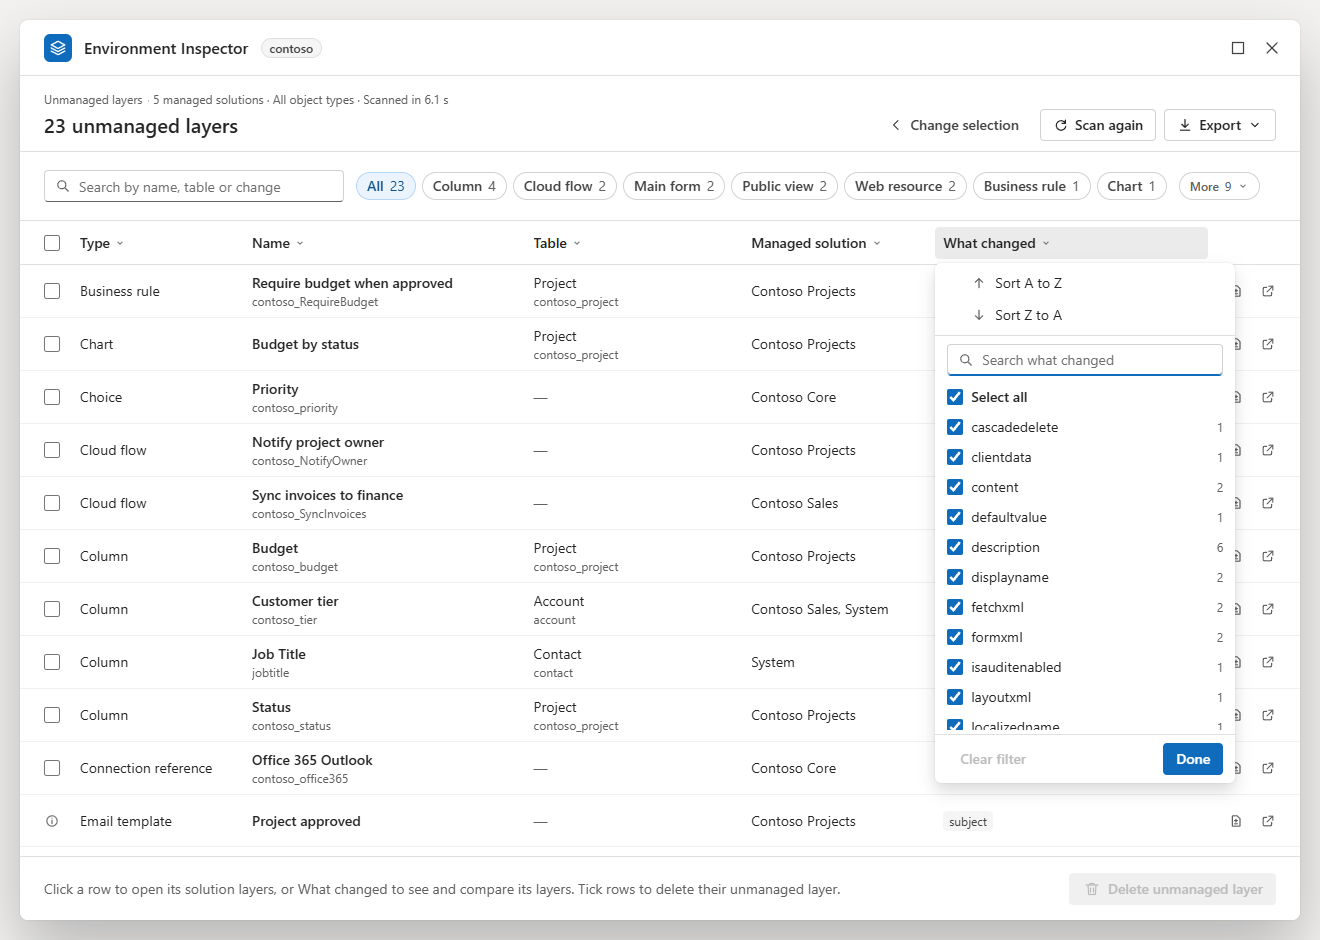 Environment Inspector contoso
Unmanaged layers · 5 managed solutions · All object types · Scanned in 6.1 s
23 unmanaged layers
Change selection
Scan again
Export
Search by name, table or change
All 23
Column 4
Cloud flow 2
Main form 2
Public view 2
Web resource 2
Business rule 1
Chart 1
More 9
Type Name Table Managed solution What changed
Business rule
Require budget when approved
contoso_RequireBudget
Project
contoso_project
Contoso Projects
Chart
Budget by status
Project
contoso_project
Contoso Projects
Choice
Priority
contoso_priority
—
Contoso Core
Cloud flow
Notify project owner
contoso_NotifyOwner
—
Contoso Projects
Cloud flow
Sync invoices to finance
contoso_SyncInvoices
—
Contoso Sales
Column
Budget
contoso_budget
Project
contoso_project
Contoso Projects
Column
Customer tier
contoso_tier
Account
account
Contoso Sales, System
Column
Job Title
jobtitle
Contact
contact
System
Column
Status
contoso_status
Project
contoso_project
Contoso Projects
Connection reference
Office 365 Outlook
contoso_office365
—
Contoso Core
Email template
Project approved
—
Contoso Projects
subject
Sort A to Z
Sort Z to A
Search what changed
Select all
cascadedelete 1
clientdata 1
content 2
defaultvalue 1
description 6
displayname 2
fetchxml 2
formxml 2
isauditenabled 1
layoutxml 1
localizedname 1
Clear filter
Done
Click a row to open its solution layers, or What changed to see and compare its layers. Tick rows to delete their unmanaged layer.
Delete unmanaged layer